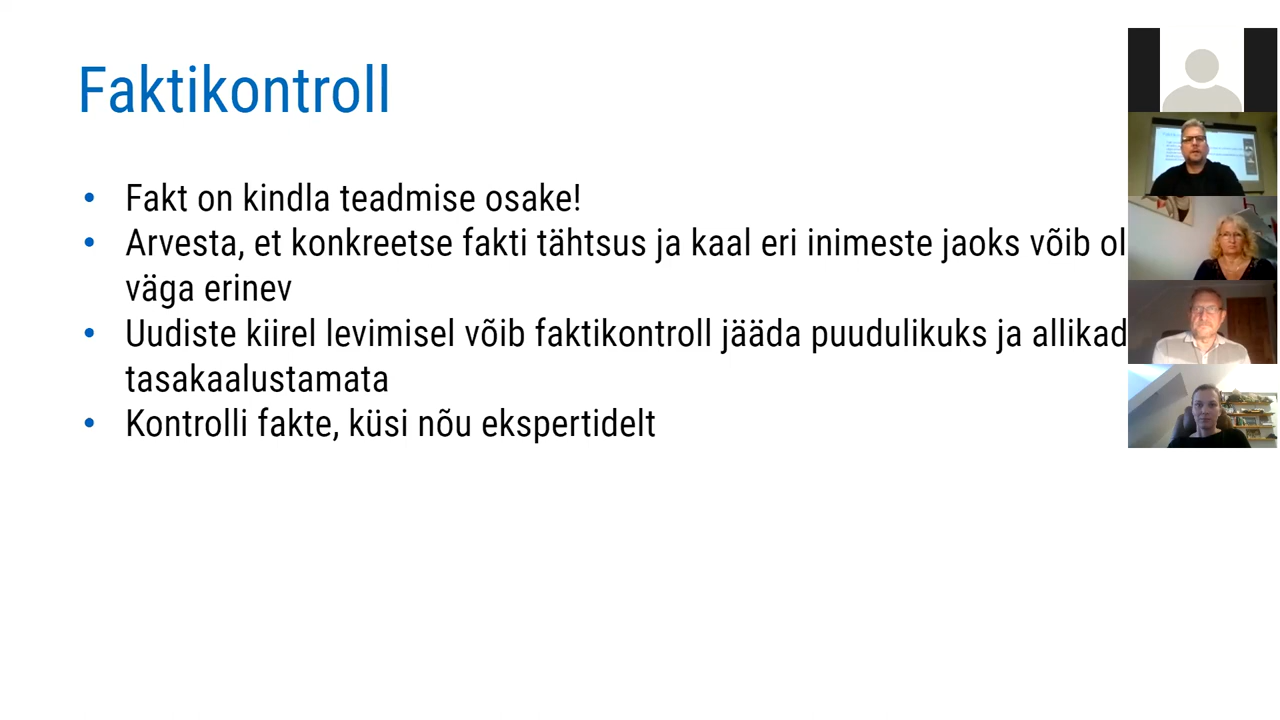 Faktikontroll
• Fakt on kindla teadmise osake!
• Arvesta, et konkreetse fakti tähtsus ja kaal eri inimeste jaoks võib ol
väga erinev
• Uudiste kiirel levimisel võib faktikontroll jääda puudulikuks ja allikad
tasakaalustamata
• Kontrolli fakte, küsi nõu ekspertidelt